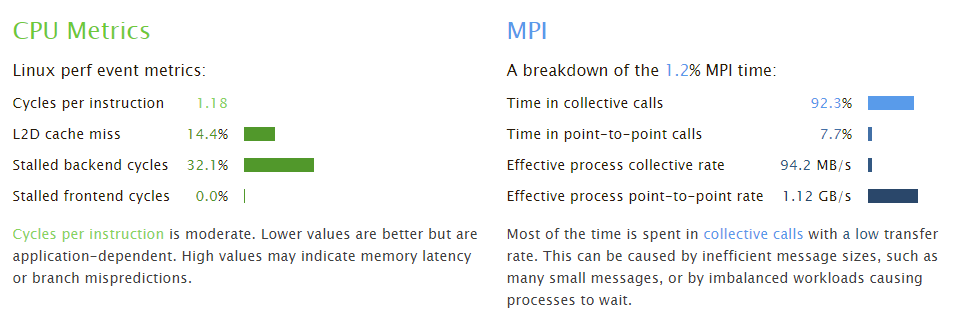 CPU Metrics
Linux perf event metrics:
Cycles per instruction 1.18
L2D cache miss 14.4%
Stalled backend cycles 32.1%
Stalled frontend cycles 0.0%
Cycles per instruction is moderate. Lower values are better but are
application-dependent. High values may indicate memory latency
or branch mispredictions.
MPI
A breakdown of the 1.2% MPI time:
Time in collective calls 92.3%
Time in point-to-point calls 7.7%
Effective process collective rate 94.2 MB/s
Effective process point-to-point rate 1.12 GB/s
Most of the time is spent in collective calls with a low transfer
rate. This can be caused by inefficient message sizes, such as
many small messages, or by imbalanced workloads causing
processes to wait.